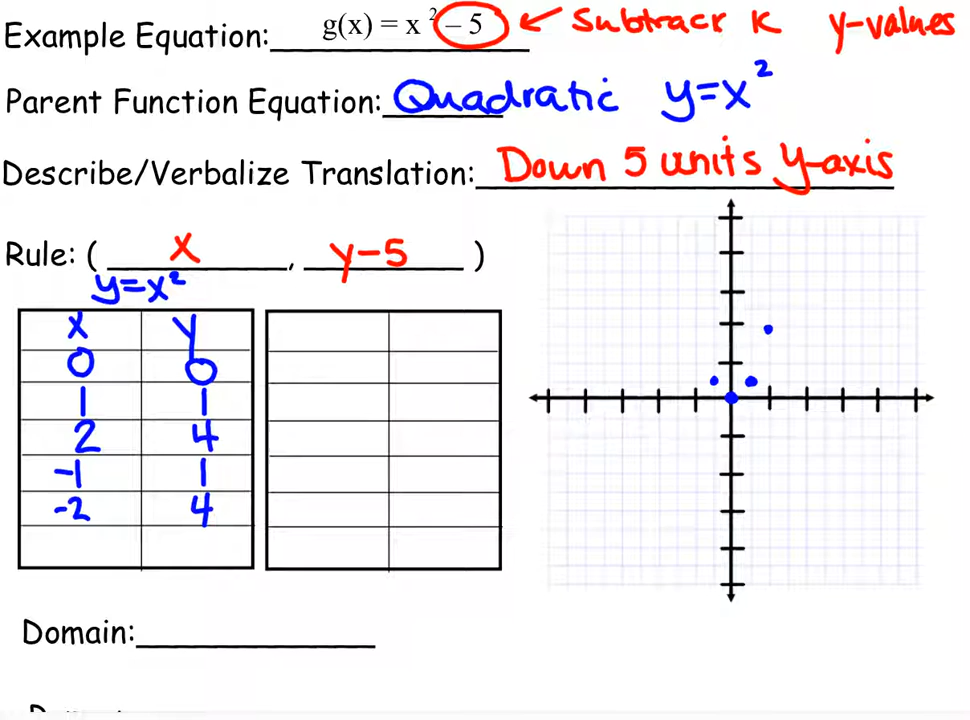 Example Equation: g(x) = x² – 5 ← Subtract K y-values
Parent Function Equation: Quadratic y=x²
Describe/Verbalize Translation: Down 5 units y-axis
Rule: ( x , y-5 )
y=x²
x y
0 0
1 1
2 4
-1 1
-2 4
Domain: